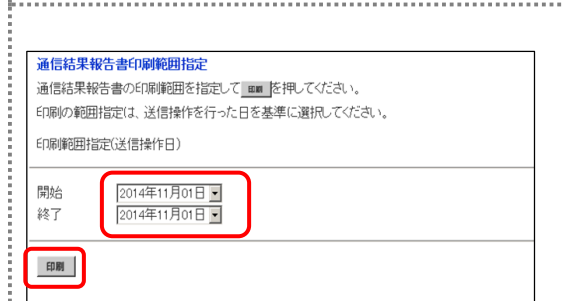 通信結果報告書印刷範囲指定
通信結果報告書の印刷範囲を指定して 印刷 を押してください。
印刷の範囲指定は、送信操作を行った日を基準に選択してください。
印刷範囲指定(送信操作日)
開始 2014年11月01日
終了 2014年11月01日
印刷